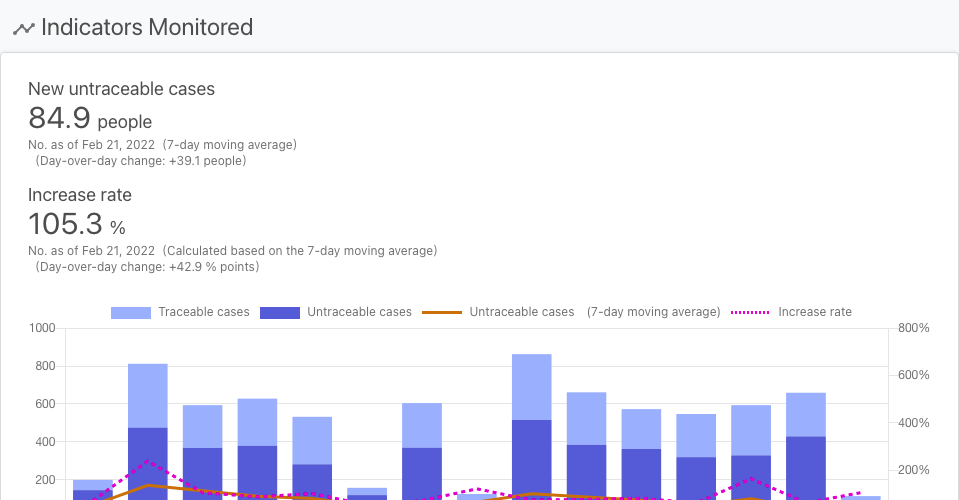 Indicators Monitored
New untraceable cases
84.9 people
No. as of Feb 21, 2022 (7-day moving average)
(Day-over-day change: +39.1 people)
Increase rate
105.3 %
No. as of Feb 21, 2022 (Calculated based on the 7-day moving average)
(Day-over-day change: +42.9 % points)
Traceable cases Untraceable cases Untraceable cases (7-day moving average) Increase rate
1000 800%
800
600%
600
400%
400
200%
200